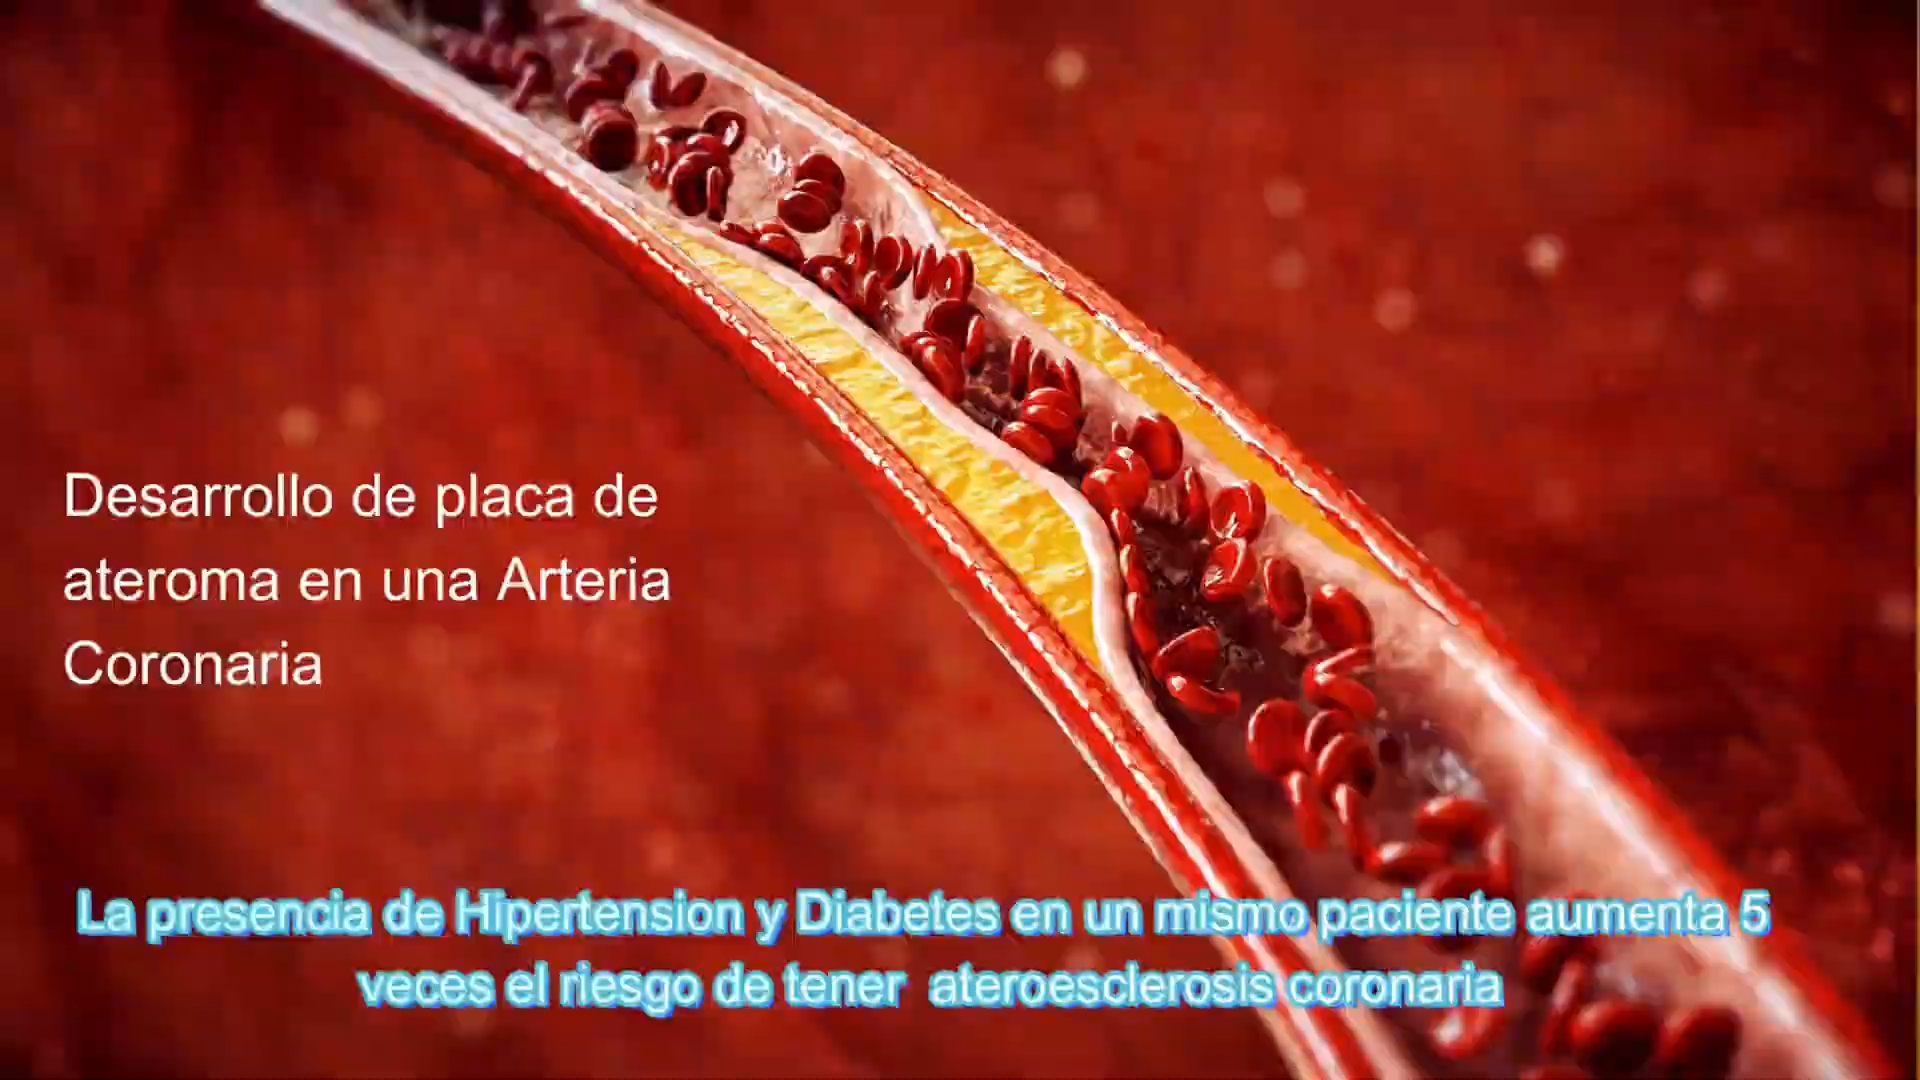 Desarrollo de placa de
ateroma en una Arteria
Coronaria
La presencia de Hipertension y Diabetes en un mismo paciente aumenta 5
veces el riesgo de tener ateroesclerosis coronaria